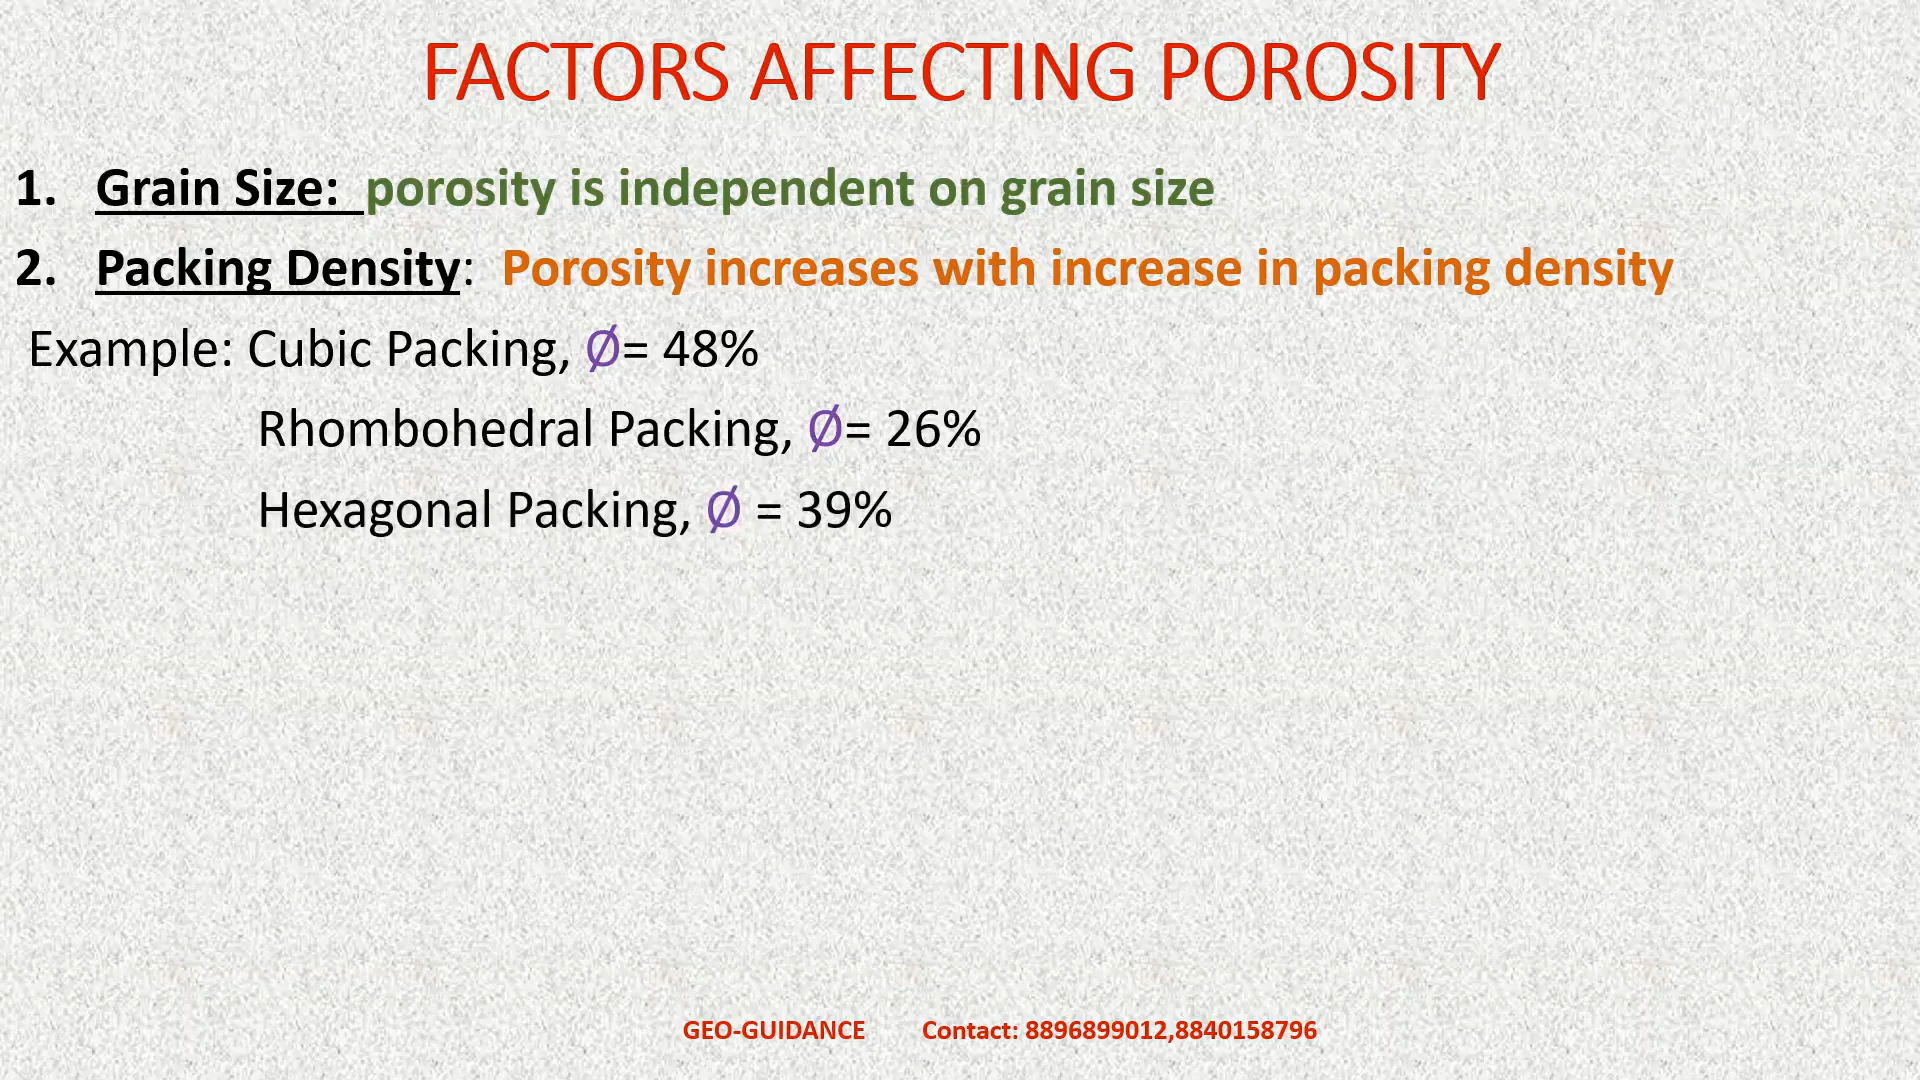 FACTORS AFFECTING POROSITY
1. Grain Size: porosity is independent on grain size
2. Packing Density: Porosity increases with increase in packing density
Example: Cubic Packing, Ø= 48%
Rhombohedral Packing, Ø= 26%
Hexagonal Packing, Ø = 39%
GEO-GUIDANCE Contact: 8896899012,8840158796